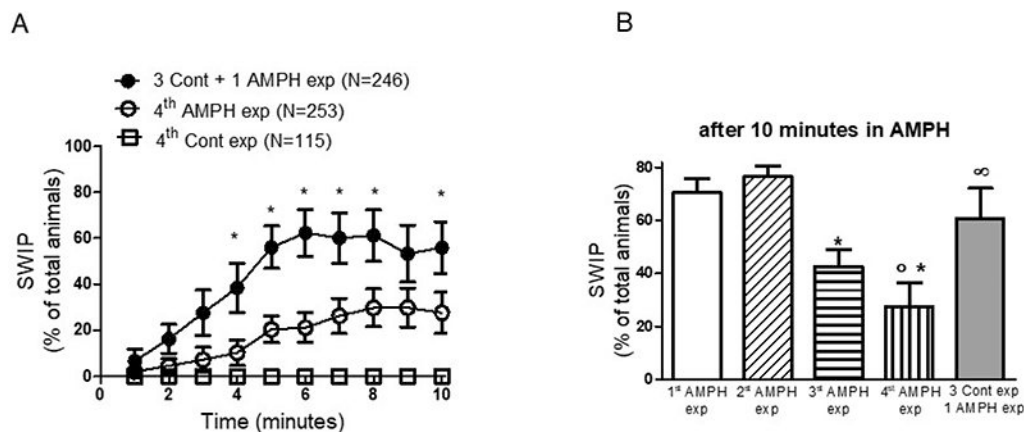 A
3 Cont + 1 AMPH exp (N=246)
4th AMPH exp (N=253)
4th Cont exp (N=115)
SWIP
(% of total animals)
100
80
60
40
20
0
* * * * * *
0 2 4 6 8 10
Time (minutes)
B
after 10 minutes in AMPH
SWIP
(% of total animals)
80
60
40
20
0
*
° *
∞
1st AMPH exp
2st AMPH exp
3st AMPH exp
4st AMPH exp
3 Cont exp
1 AMPH exp